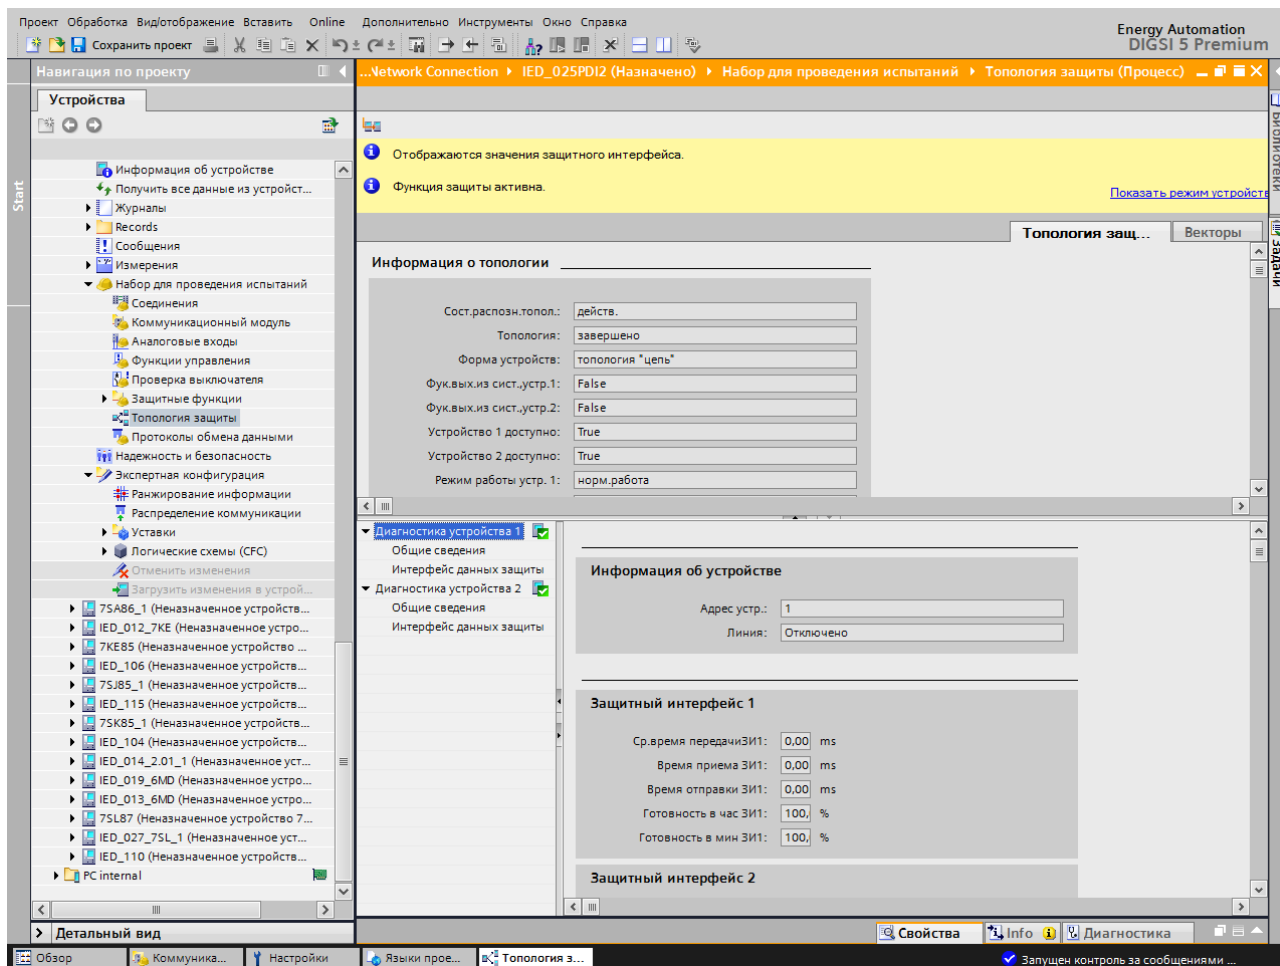 Проект Обработка Вид/отображение Вставить Online Дополнительно Инструменты Окно Справка
Energy Automation
DIGSI 5 Premium
Сохранить проект
Навигация по проекту
...Network Connection IED_025PDI2 (Назначено) Набор для проведения испытаний Топология защиты (Процесс)
Устройства
Start
Информация об устройстве
Получить все данные из устройст...
Журналы
Records
Сообщения
Измерения
Набор для проведения испытаний
Соединения
Коммуникационный модуль
Аналоговые входы
Функции управления
Проверка выключателя
Защитные функции
Топология защиты
Протоколы обмена данными
Надежность и безопасность
Экспертная конфигурация
Ранжирование информации
Распределение коммуникации
Уставки
Логические схемы (CFC)
Отменить изменения
Загрузить изменения в устрой...
7SA86_1 (Неназначенное устройств...
IED_012_7KE (Неназначенное устро...
7KE85 (Неназначенное устройство ...
IED_106 (Неназначенное устройств...
7SJ85_1 (Неназначенное устройств...
IED_115 (Неназначенное устройств...
7SK85_1 (Неназначенное устройств...
IED_104 (Неназначенное устройств...
IED_014_2.01_1 (Неназначенное уст...
IED_019_6MD (Неназначенное устро...
IED_013_6MD (Неназначенное устро...
7SL87 (Неназначенное устройство 7...
IED_027_7SL_1 (Неназначенное уст...
IED_110 (Неназначенное устройств...
PC internal
Детальный вид
Отображаются значения защитного интерфейса.
Функция защиты активна.
Показать режим устройств
Топология защ...
Векторы
Информация о топологии
Сост.распозн.топол.: действ.
Топология: завершено
Форма устройств: топология "цепь"
Фук.вых.из сист.,устр.1: False
Фук.вых.из сист.,устр.2: False
Устройство 1 доступно: True
Устройство 2 доступно: True
Режим работы устр. 1: норм.работа
Диагностика устройства 1
Общие сведения
Интерфейс данных защиты
Диагностика устройства 2
Общие сведения
Интерфейс данных защиты
Информация об устройстве
Адрес устр.: 1
Линия: Отключено
Защитный интерфейс 1
Ср.время передачиЗИ1: 0,00 ms
Время приема ЗИ1: 0,00 ms
Время отправки ЗИ1: 0,00 ms
Готовность в час ЗИ1: 100, %
Готовность в мин ЗИ1: 100, %
Защитный интерфейс 2
Библиотеки
Задачи
Свойства
Info
Диагностика
Обзор
Коммуника...
Настройки
Языки прое...
Топология з...
Запущен контроль за сообщениями ...